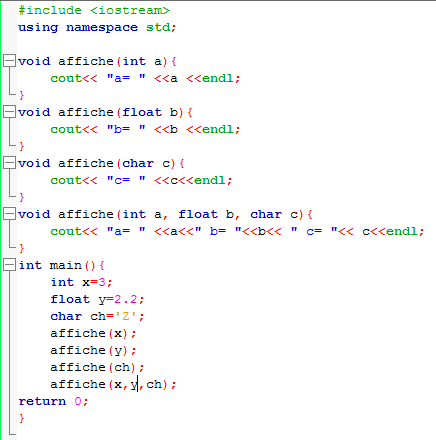 #include <iostream>
using namespace std;
void affiche(int a){
cout<< "a= " <<a <<endl;
}
void affiche(float b){
cout<< "b= " <<b <<endl;
}
void affiche(char c){
cout<< "c= " <<c<<endl;
}
void affiche(int a, float b, char c){
cout<< "a= " <<a<<" b= "<<b<< " c= "<< c<<endl;
}
int main(){
int x=3;
float y=2.2;
char ch='Z';
affiche(x);
affiche(y);
affiche(ch);
affiche(x,y,ch);
return 0;
}